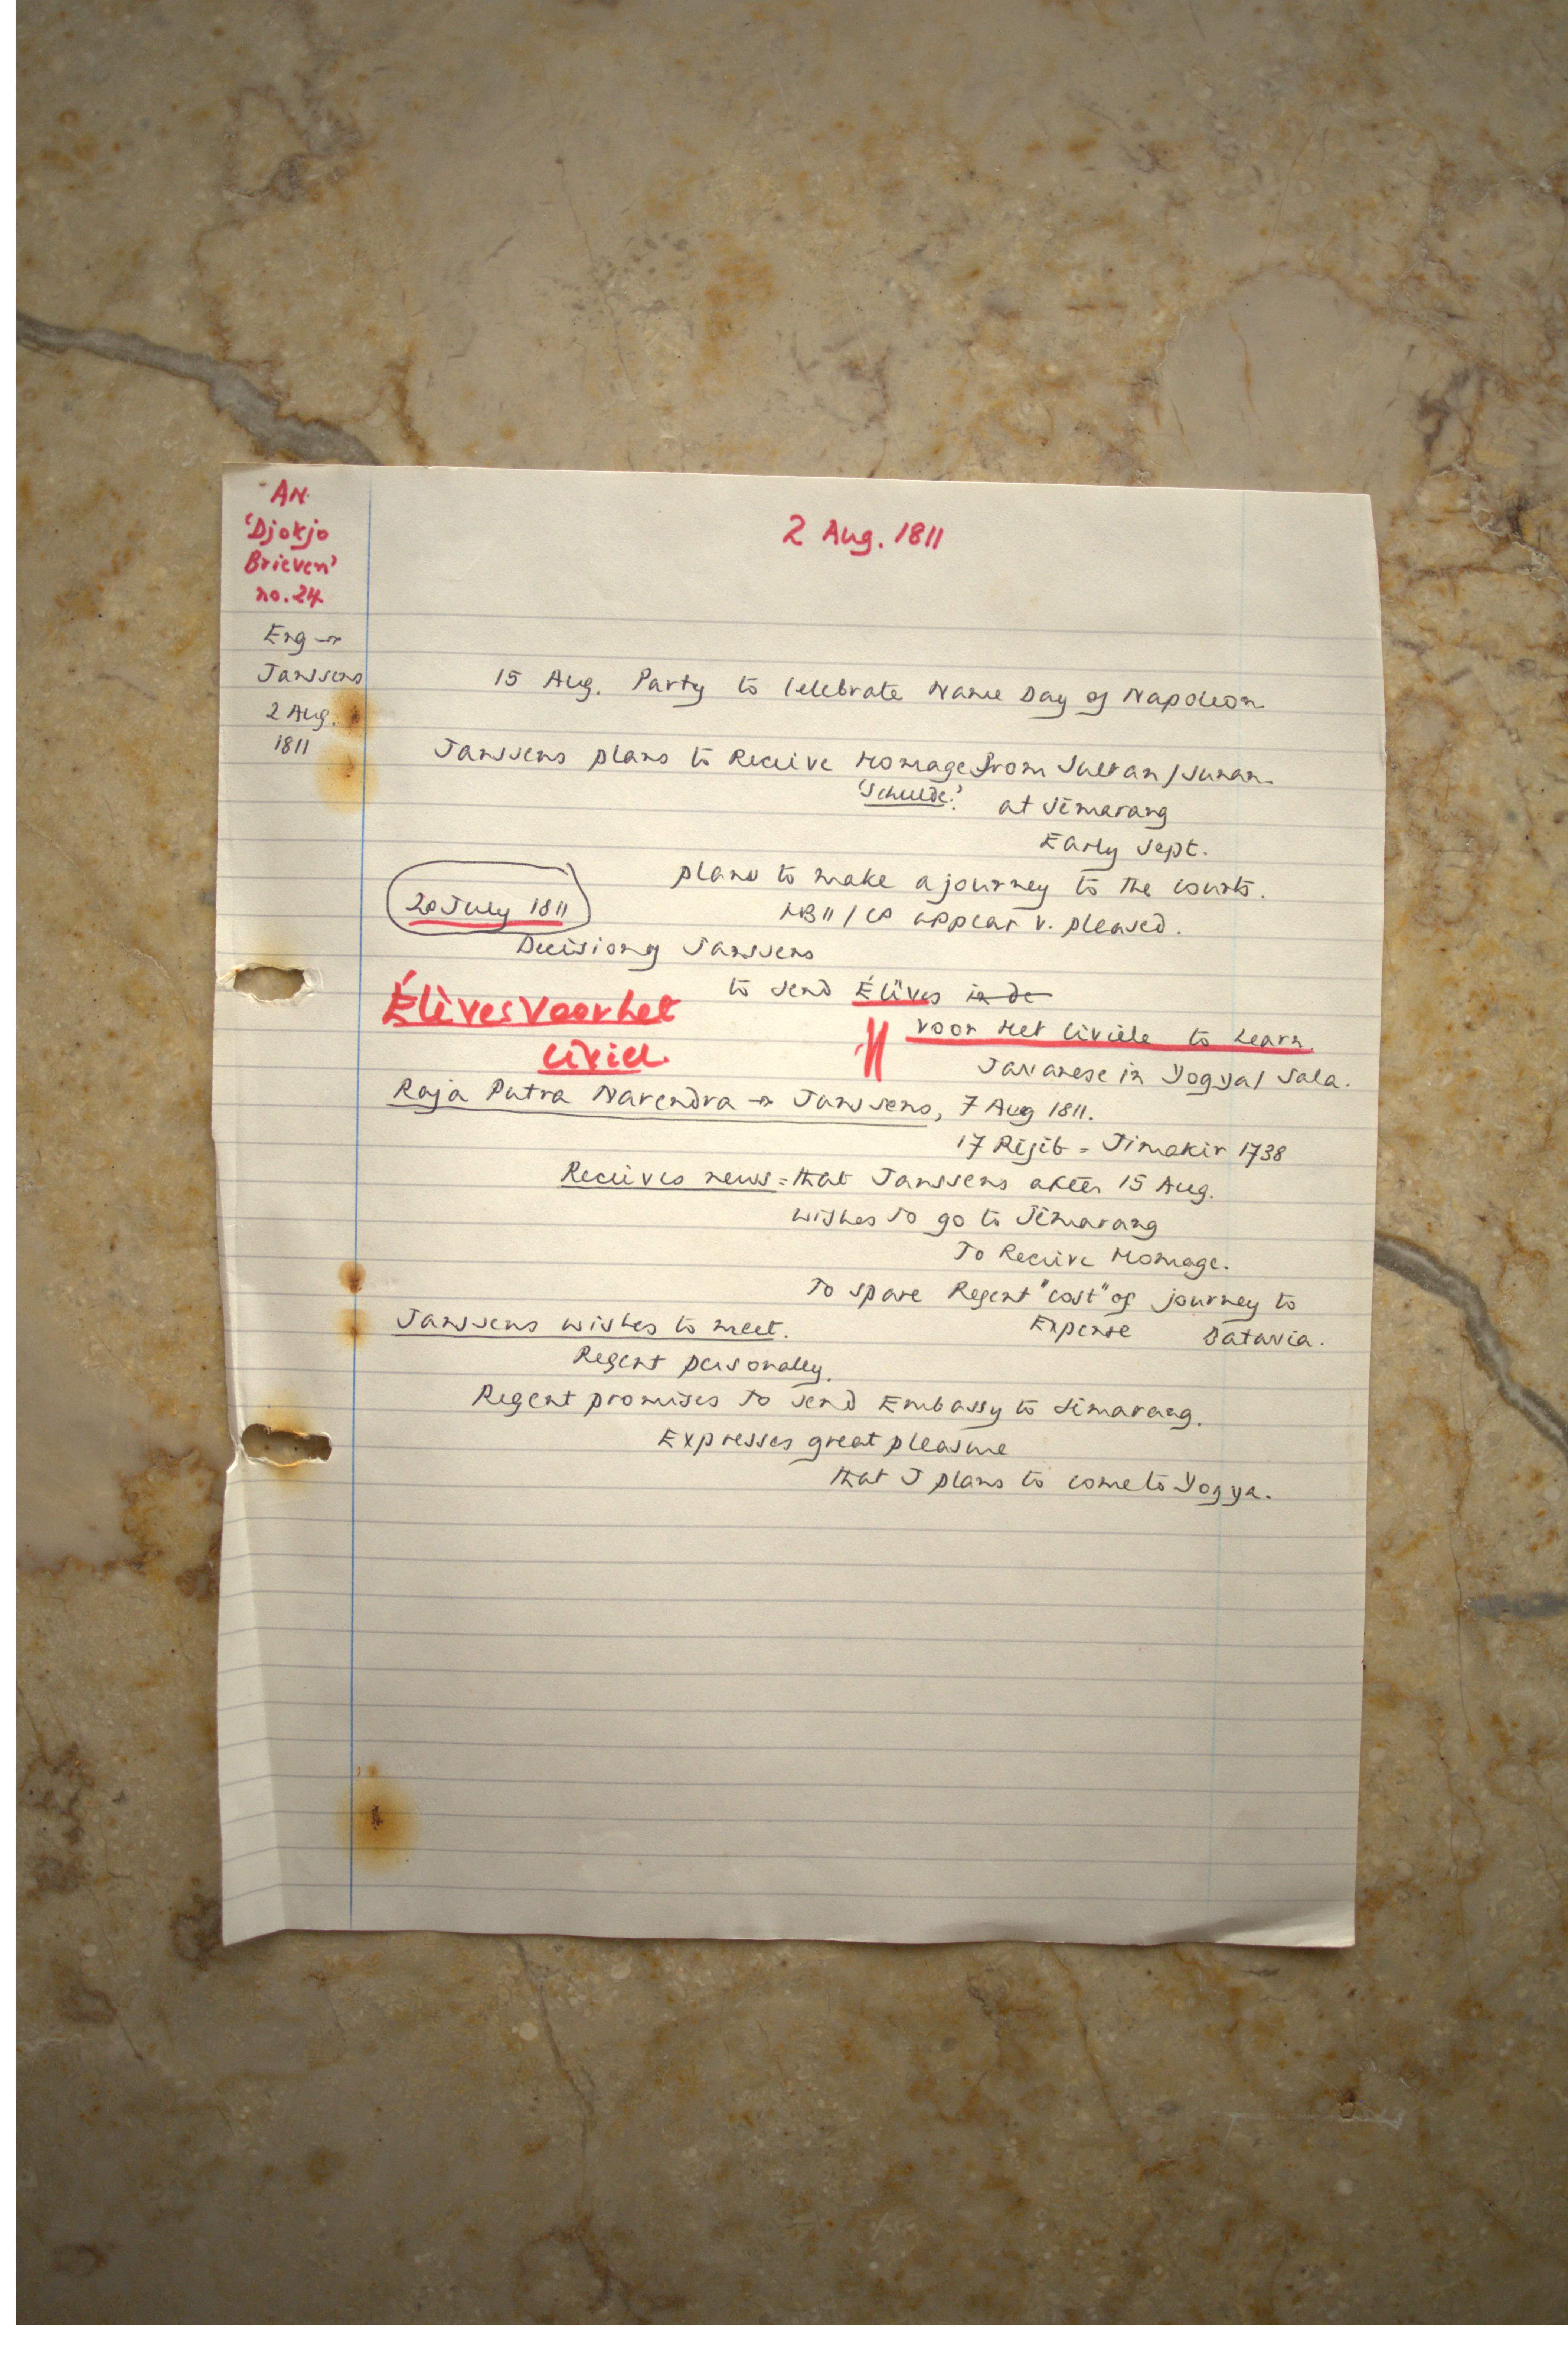 AN
'Djokjo
Brieven'
no. 24
Eng →
Janssens
2 Aug.
1811
2 Aug. 1811
15 Aug. Party to Celebrate Name Day of Napoleon
Janssens plans to Receive Homage from Sultan/Sunan.
at Semarang
Early Sept.
plans to make a journey to the courts.
20 July 1811
appear v. pleased.
Decision of Janssens
to send Élèves in de
Élèves voor het
civiel.
voor het civiele to Learn
Javanese in Yogya/Sala.
Raja Putra Narendra → Janssens, 7 Aug 1811.
17 Rejeb - Jimakir 1738
Receives news = that Janssens after 15 Aug.
wishes to go to Semarang
To Receive Homage.
To spare Regent "cost" of journey to
Expense Batavia.
Janssens wishes to meet.
Regent personally.
Regent promises to send Embassy to Semarang.
Expresses great pleasure
that J plans to come to Yogya.